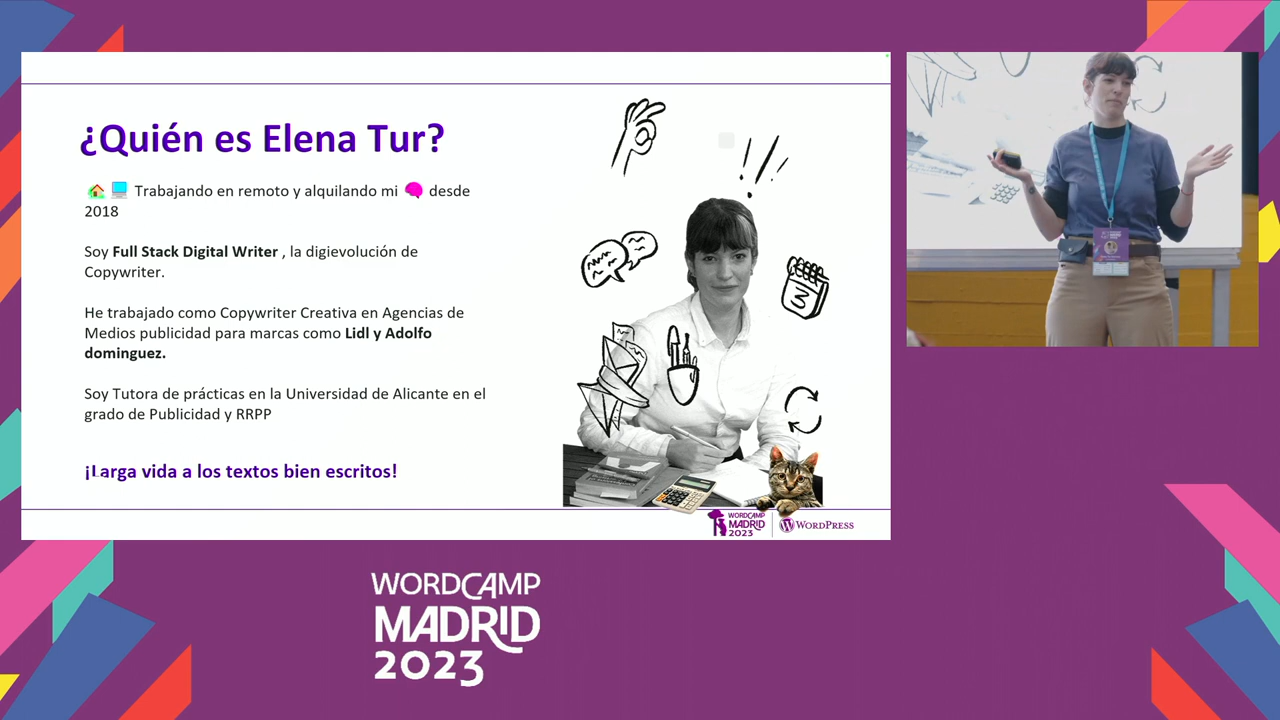 ¿Quién es Elena Tur?
Trabajando en remoto y alquilando mi desde
2018
Soy Full Stack Digital Writer , la digievolución de
Copywriter.
He trabajado como Copywriter Creativa en Agencias de
Medios publicidad para marcas como Lidl y Adolfo
dominguez.
Soy Tutora de prácticas en la Universidad de Alicante en el
grado de Publicidad y RRPP
¡Larga vida a los textos bien escritos!
3
WORDCAMP
MADRID
2023
WORDPRESS
WORDCAMP
MADRID
2023